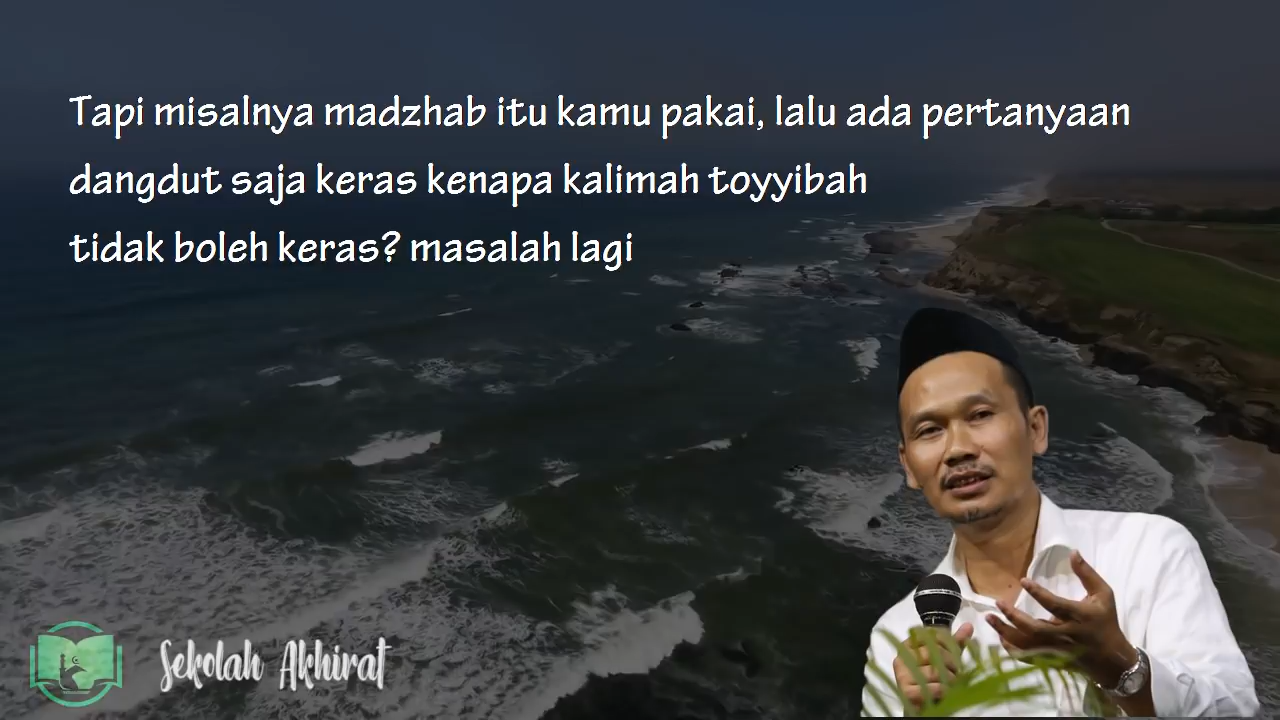 Tapi misalnya madzhab itu kamu pakai, lalu ada pertanyaan
dangdut saja keras kenapa kalimah toyyibah
tidak boleh keras? masalah lagi
Sekolah Akhirat